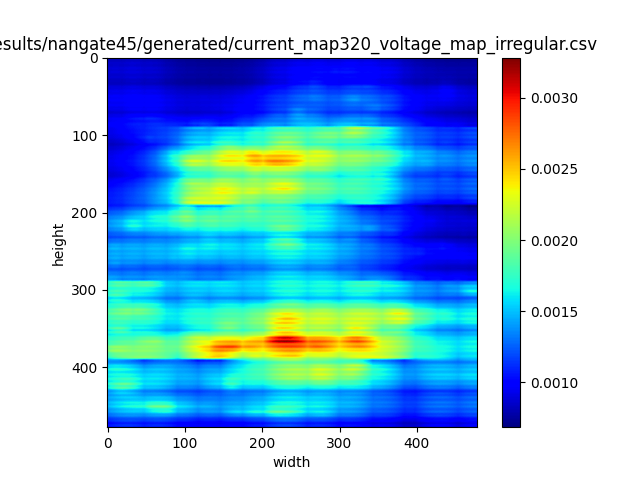 esults/nangate45/generated/current_map320_voltage_map_irregular.csv
0
100
200
300
400
height
0 100 200 300 400
width
0.0030
0.0025
0.0020
0.0015
0.0010